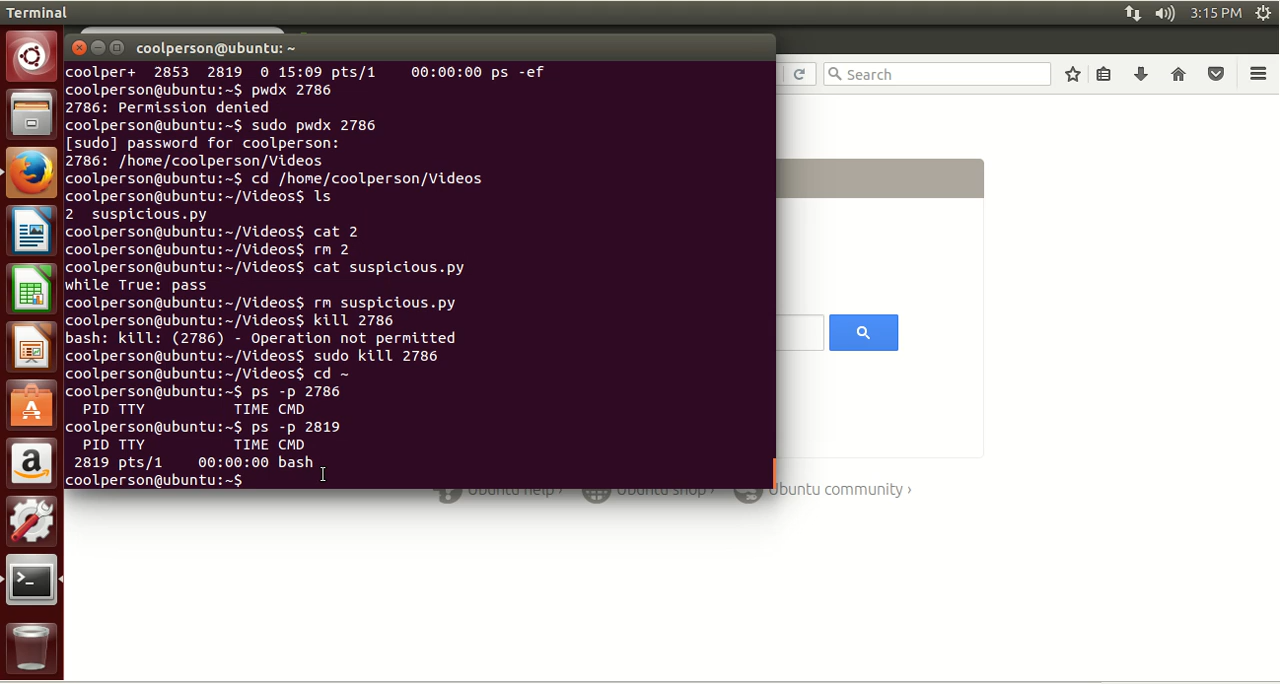 Terminal
3:15 PM
coolperson@ubuntu: ~
coolper+  2853  2819  0 15:09 pts/1    00:00:00 ps -ef
coolperson@ubuntu:~$ pwdx 2786
2786: Permission denied
coolperson@ubuntu:~$ sudo pwdx 2786
[sudo] password for coolperson:
2786: /home/coolperson/Videos
coolperson@ubuntu:~$ cd /home/coolperson/Videos
coolperson@ubuntu:~/Videos$ ls
2  suspicious.py
coolperson@ubuntu:~/Videos$ cat 2
coolperson@ubuntu:~/Videos$ rm 2
coolperson@ubuntu:~/Videos$ cat suspicious.py
while True: pass
coolperson@ubuntu:~/Videos$ rm suspicious.py
coolperson@ubuntu:~/Videos$ kill 2786
bash: kill: (2786) - Operation not permitted
coolperson@ubuntu:~/Videos$ sudo kill 2786
coolperson@ubuntu:~/Videos$ cd ~
coolperson@ubuntu:~$ ps -p 2786
  PID TTY          TIME CMD
coolperson@ubuntu:~$ ps -p 2819
  PID TTY          TIME CMD
 2819 pts/1    00:00:00 bash
coolperson@ubuntu:~$
Search
Ubuntu help › Ubuntu shop › Ubuntu community ›